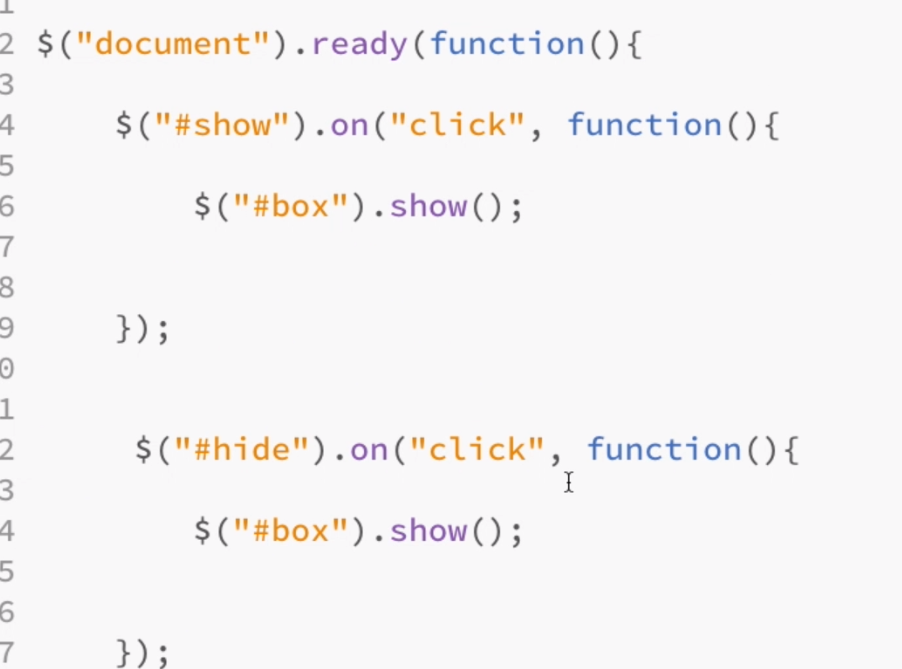 1
2 $("document").ready(function(){
3
4 $("#show").on("click", function(){
5
6 $("#box").show();
7
8
9 });
0
1
2 $("#hide").on("click", function(){
3
4 $("#box").show();
5
6
7 });